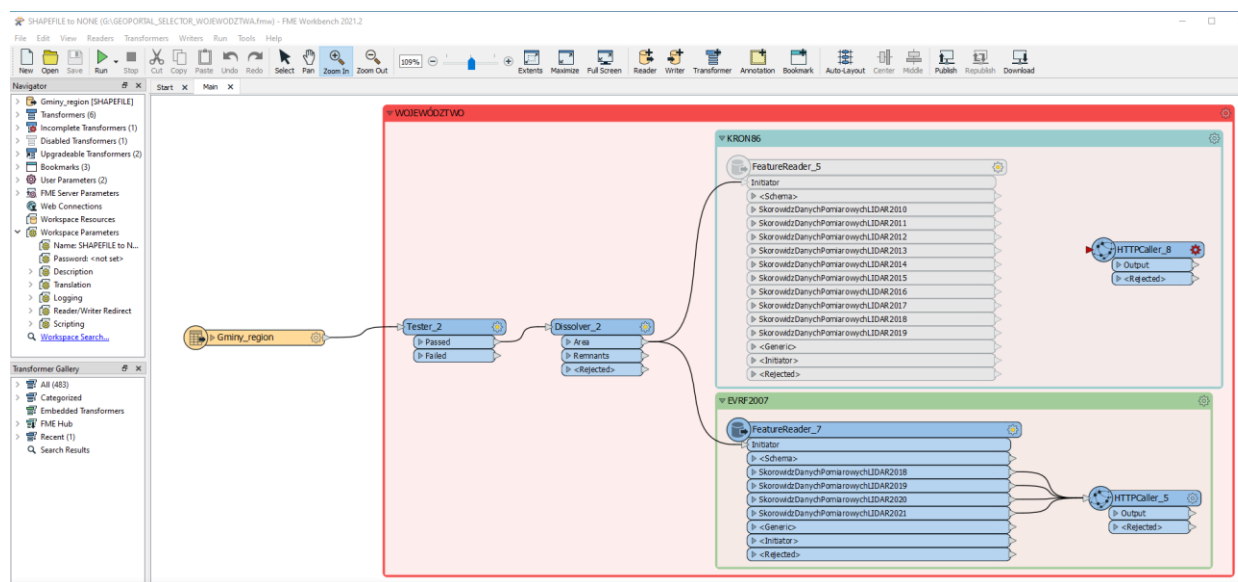 SHAPEFILE to NONE (G:\GEOPORTAL_SELECTOR_WOJEWODZTWA.fmw) - FME Workbench 2021.2
File Edit View Readers Transformers Writers Run Tools Help
New Open Save Run Stop Cut Copy Paste Undo Redo Select Pan Zoom In Zoom Out 109% Extents Maximize Full Screen Reader Writer Transformer Annotation Bookmark Auto-Layout Center Middle Publish Republish Download
Navigator
Start Main
Gminy_region [SHAPEFILE]
Transformers (6)
Incomplete Transformers (1)
Disabled Transformers (1)
Upgradeable Transformers (2)
Bookmarks (3)
User Parameters (2)
FME Server Parameters
Web Connections
Workspace Resources
Workspace Parameters
Name: SHAPEFILE to N...
Password: <not set>
Description
Translation
Logging
Reader/Writer Redirect
Scripting
Workspace Search...
Transformer Gallery
All (483)
Categorized
Embedded Transformers
FME Hub
Recent (1)
Search Results
WOJEWÓDZTWO
Gminy_region
Tester_2
Passed
Failed
Dissolver_2
Area
Remnants
<Rejected>
KRON86
FeatureReader_5
Initiator
<Schema>
SkorowidzDanychPomiarowychLIDAR2010
SkorowidzDanychPomiarowychLIDAR2011
SkorowidzDanychPomiarowychLIDAR2012
SkorowidzDanychPomiarowychLIDAR2013
SkorowidzDanychPomiarowychLIDAR2014
SkorowidzDanychPomiarowychLIDAR2015
SkorowidzDanychPomiarowychLIDAR2016
SkorowidzDanychPomiarowychLIDAR2017
SkorowidzDanychPomiarowychLIDAR2018
SkorowidzDanychPomiarowychLIDAR2019
<Generic>
<Initiator>
<Rejected>
HTTPCaller_8
Output
<Rejected>
EVRF2007
FeatureReader_7
Initiator
<Schema>
SkorowidzDanychPomiarowychLIDAR2018
SkorowidzDanychPomiarowychLIDAR2019
SkorowidzDanychPomiarowychLIDAR2020
SkorowidzDanychPomiarowychLIDAR2021
<Generic>
<Initiator>
<Rejected>
HTTPCaller_5
Output
<Rejected>